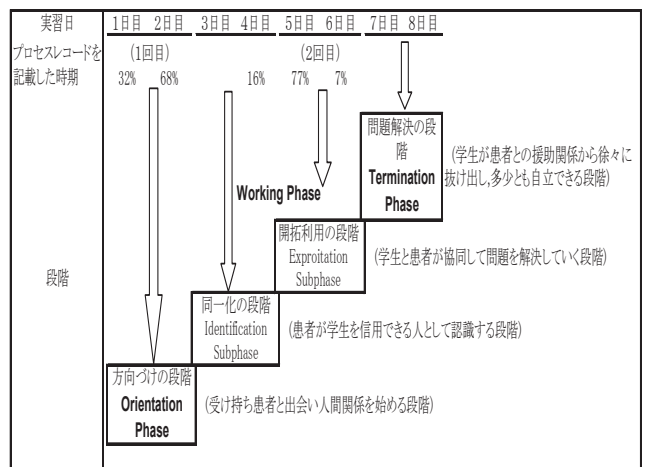 実習日 1日目 2日目 3日目 4日目 5日目 6日目 7日目 8日目
プロセスレコードを
記載した時期
(1回目) (2回目)
32% 68% 16% 77% 7%
問題解決の段
階
Termination
Phase
(学生が患者との援助関係から徐々に
抜け出し,多少とも自立できる段階)
Working Phase
開拓利用の段階
Exproitation
Subphase
(学生と患者が協同して問題を解決していく段階)
段階
同一化の段階
Identification
Subphase
(患者が学生を信用できる人として認識する段階)
方向づけの段階
Orientation
Phase
(受け持ち患者と出会い人間関係を始める段階)